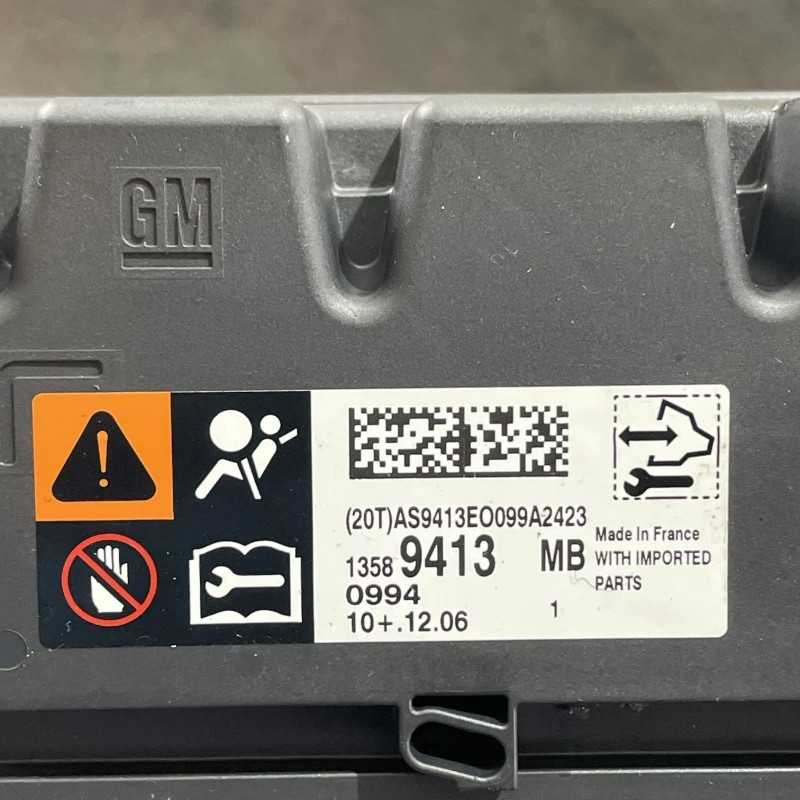 GM
(20T)AS9413EO099A2423
1358 9413 MB
0994
10+.12.06
1
Made In France
WITH IMPORTED
PARTS